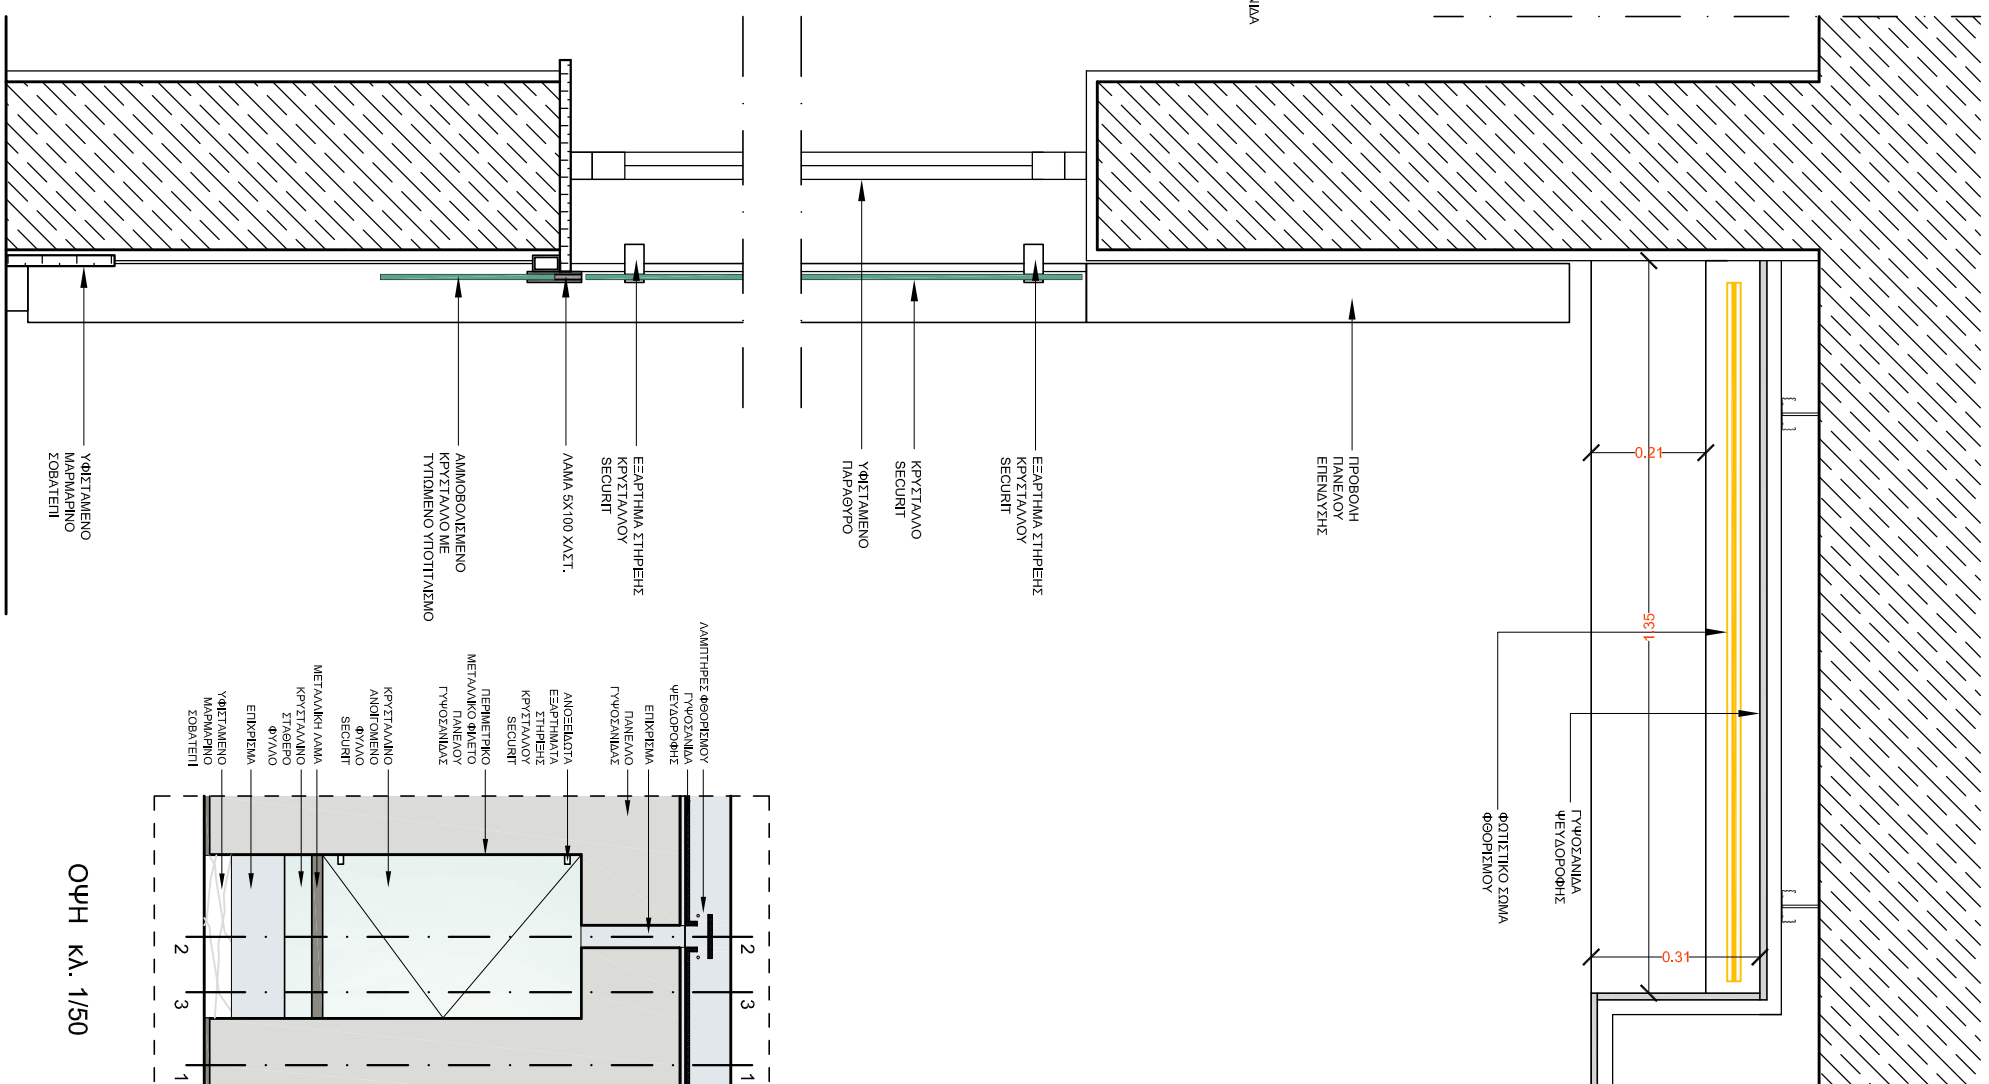 ΥΦΙΣΤΑΜΕΝΟ
ΜΑΡΜΑΡΙΝΟ
ΣΟΒΑΤΕΠΙ
ΑΜΜΟΒΟΛΙΣΜΕΝΟ
ΚΡΥΣΤΑΛΛΟ ΜΕ
ΤΥΠΩΜΕΝΟ ΥΠΟΤΙΤΛΙΣΜΟ
ΛΑΜΑ 5Χ100 ΧΛΣΤ.
ΕΞΑΡΤΗΜΑ ΣΤΗΡΙΞΗΣ
ΚΡΥΣΤΑΛΛΟΥ
SECURIT
ΥΦΙΣΤΑΜΕΝΟ
ΠΑΡΑΘΥΡΟ
ΚΡΥΣΤΑΛΛΟ
SECURIT
ΕΞΑΡΤΗΜΑ ΣΤΗΡΙΞΗΣ
ΚΡΥΣΤΑΛΛΟΥ
SECURIT
ΠΡΟΒΟΛΗ
ΠΑΝΕΛΟΥ
ΕΠΕΝΔΥΣΗΣ
0.21
1.35
0.31
ΦΩΤΙΣΤΙΚΟ ΣΩΜΑ
ΦΘΟΡΙΣΜΟΥ
ΓΥΨΟΣΑΝΙΔΑ
ΨΕΥΔΟΡΟΦΗΣ
ΛΑΜΠΤΗΡΕΣ ΦΘΟΡΙΣΜΟΥ
ΓΥΨΟΣΑΝΙΔΑ
ΨΕΥΔΟΡΟΦΗΣ
ΕΠΙΧΡΙΣΜΑ
ΠΑΝΕΛΛΟ
ΓΥΨΟΣΑΝΙΔΑΣ
ΑΝΟΞΕΙΔΩΤΑ
ΕΞΑΡΤΗΜΑΤΑ
ΣΤΗΡΙΞΗΣ
ΚΡΥΣΤΑΛΛΟΥ
SECURIT
ΠΕΡΙΜΕΤΡΙΚΟ
ΜΕΤΑΛΛΙΚΟ ΦΙΛΕΤΟ
ΠΑΝΕΛΟΥ
ΓΥΨΟΣΑΝΙΔΑΣ
ΚΡΥΣΤΑΛΛΙΝΟ
ΑΝΟΙΓΟΜΕΝΟ
ΦΥΛΛΟ
SECURIT
ΜΕΤΑΛΛΙΚΗ ΛΑΜΑ
ΚΡΥΣΤΑΛΛΙΝΟ
ΣΤΑΘΕΡΟ
ΦΥΛΛΟ
ΕΠΙΧΡΙΣΜΑ
ΥΦΙΣΤΑΜΕΝΟ
ΜΑΡΜΑΡΙΝΟ
ΣΟΒΑΤΕΠΙ
2
3
1
2
3
1
ΟΨΗ κλ. 1/50